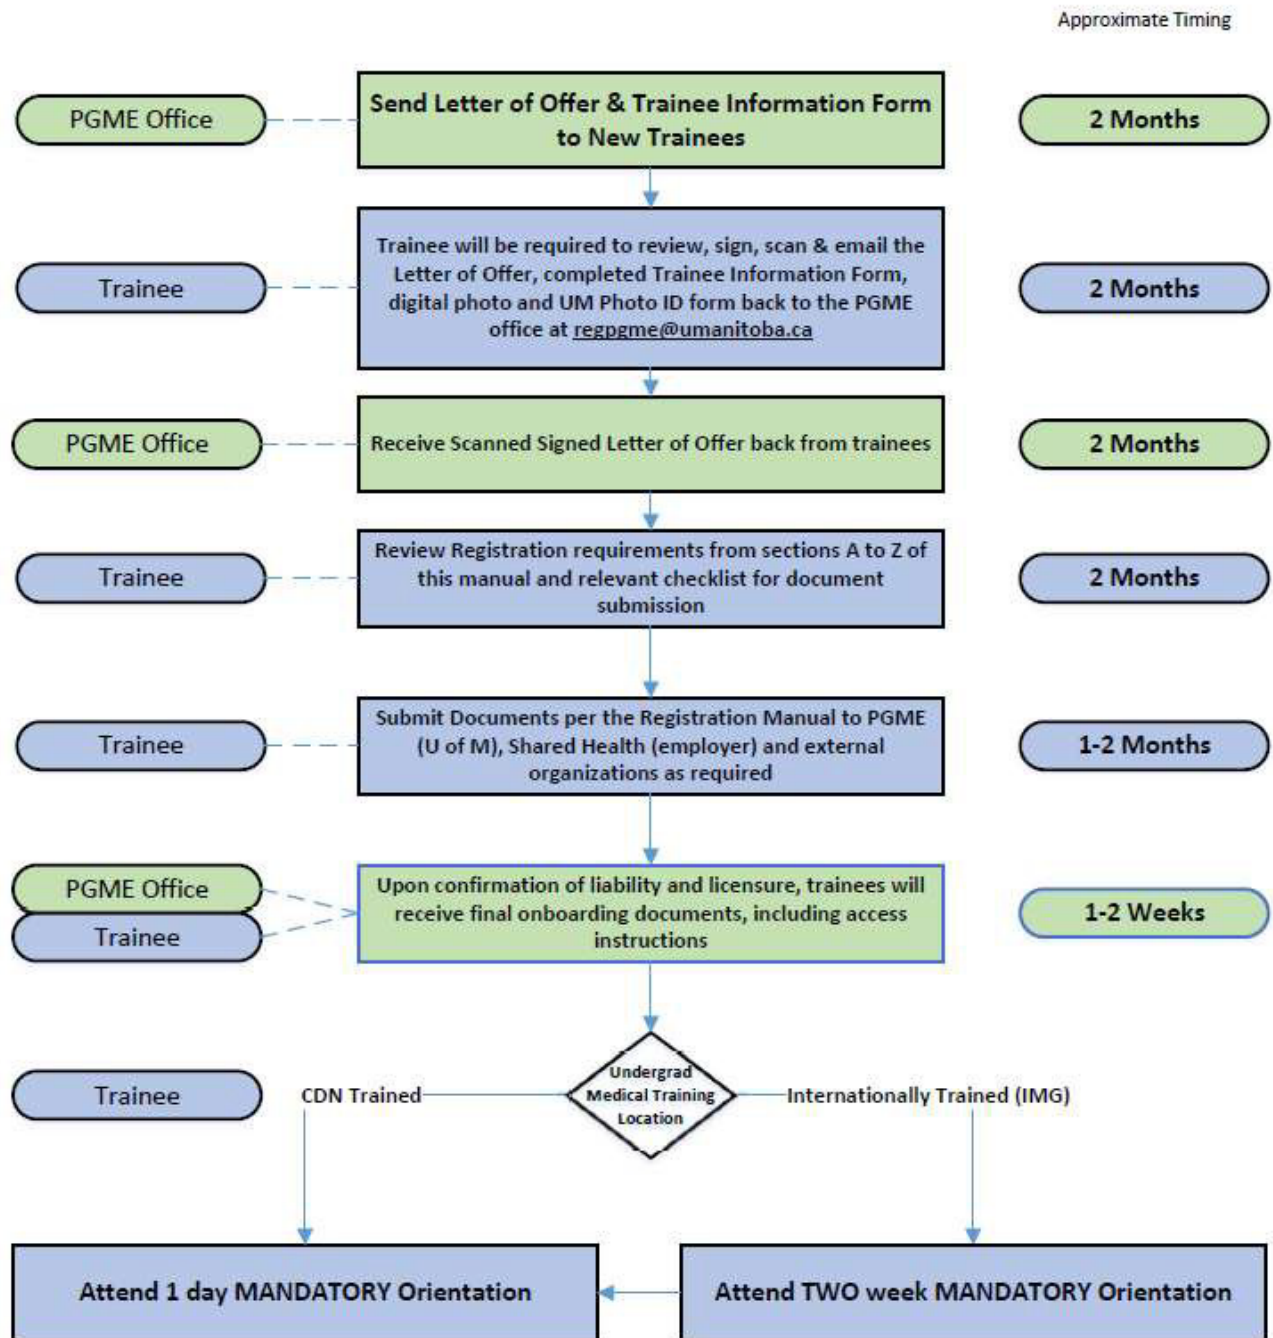 Approximate Timing
PGME Office
Send Letter of Offer & Trainee Information Form
to New Trainees
2 Months
Trainee
Trainee will be required to review, sign, scan & email the
Letter of Offer, completed Trainee Information Form,
digital photo and UM Photo ID form back to the PGME
office at regpgme@umanitoba.ca
2 Months
PGME Office
Receive Scanned Signed Letter of Offer back from trainees
2 Months
Trainee
Review Registration requirements from sections A to Z of
this manual and relevant checklist for document
submission
2 Months
Trainee
Submit Documents per the Registration Manual to PGME
(U of M), Shared Health (employer) and external
organizations as required
1-2 Months
PGME Office
Trainee
Upon confirmation of liability and licensure, trainees will
receive final onboarding documents, including access
instructions
1-2 Weeks
Trainee
CDN Trained
Undergrad
Medical Training
Location
Internationally Trained (IMG)
Attend 1 day MANDATORY Orientation
Attend TWO week MANDATORY Orientation